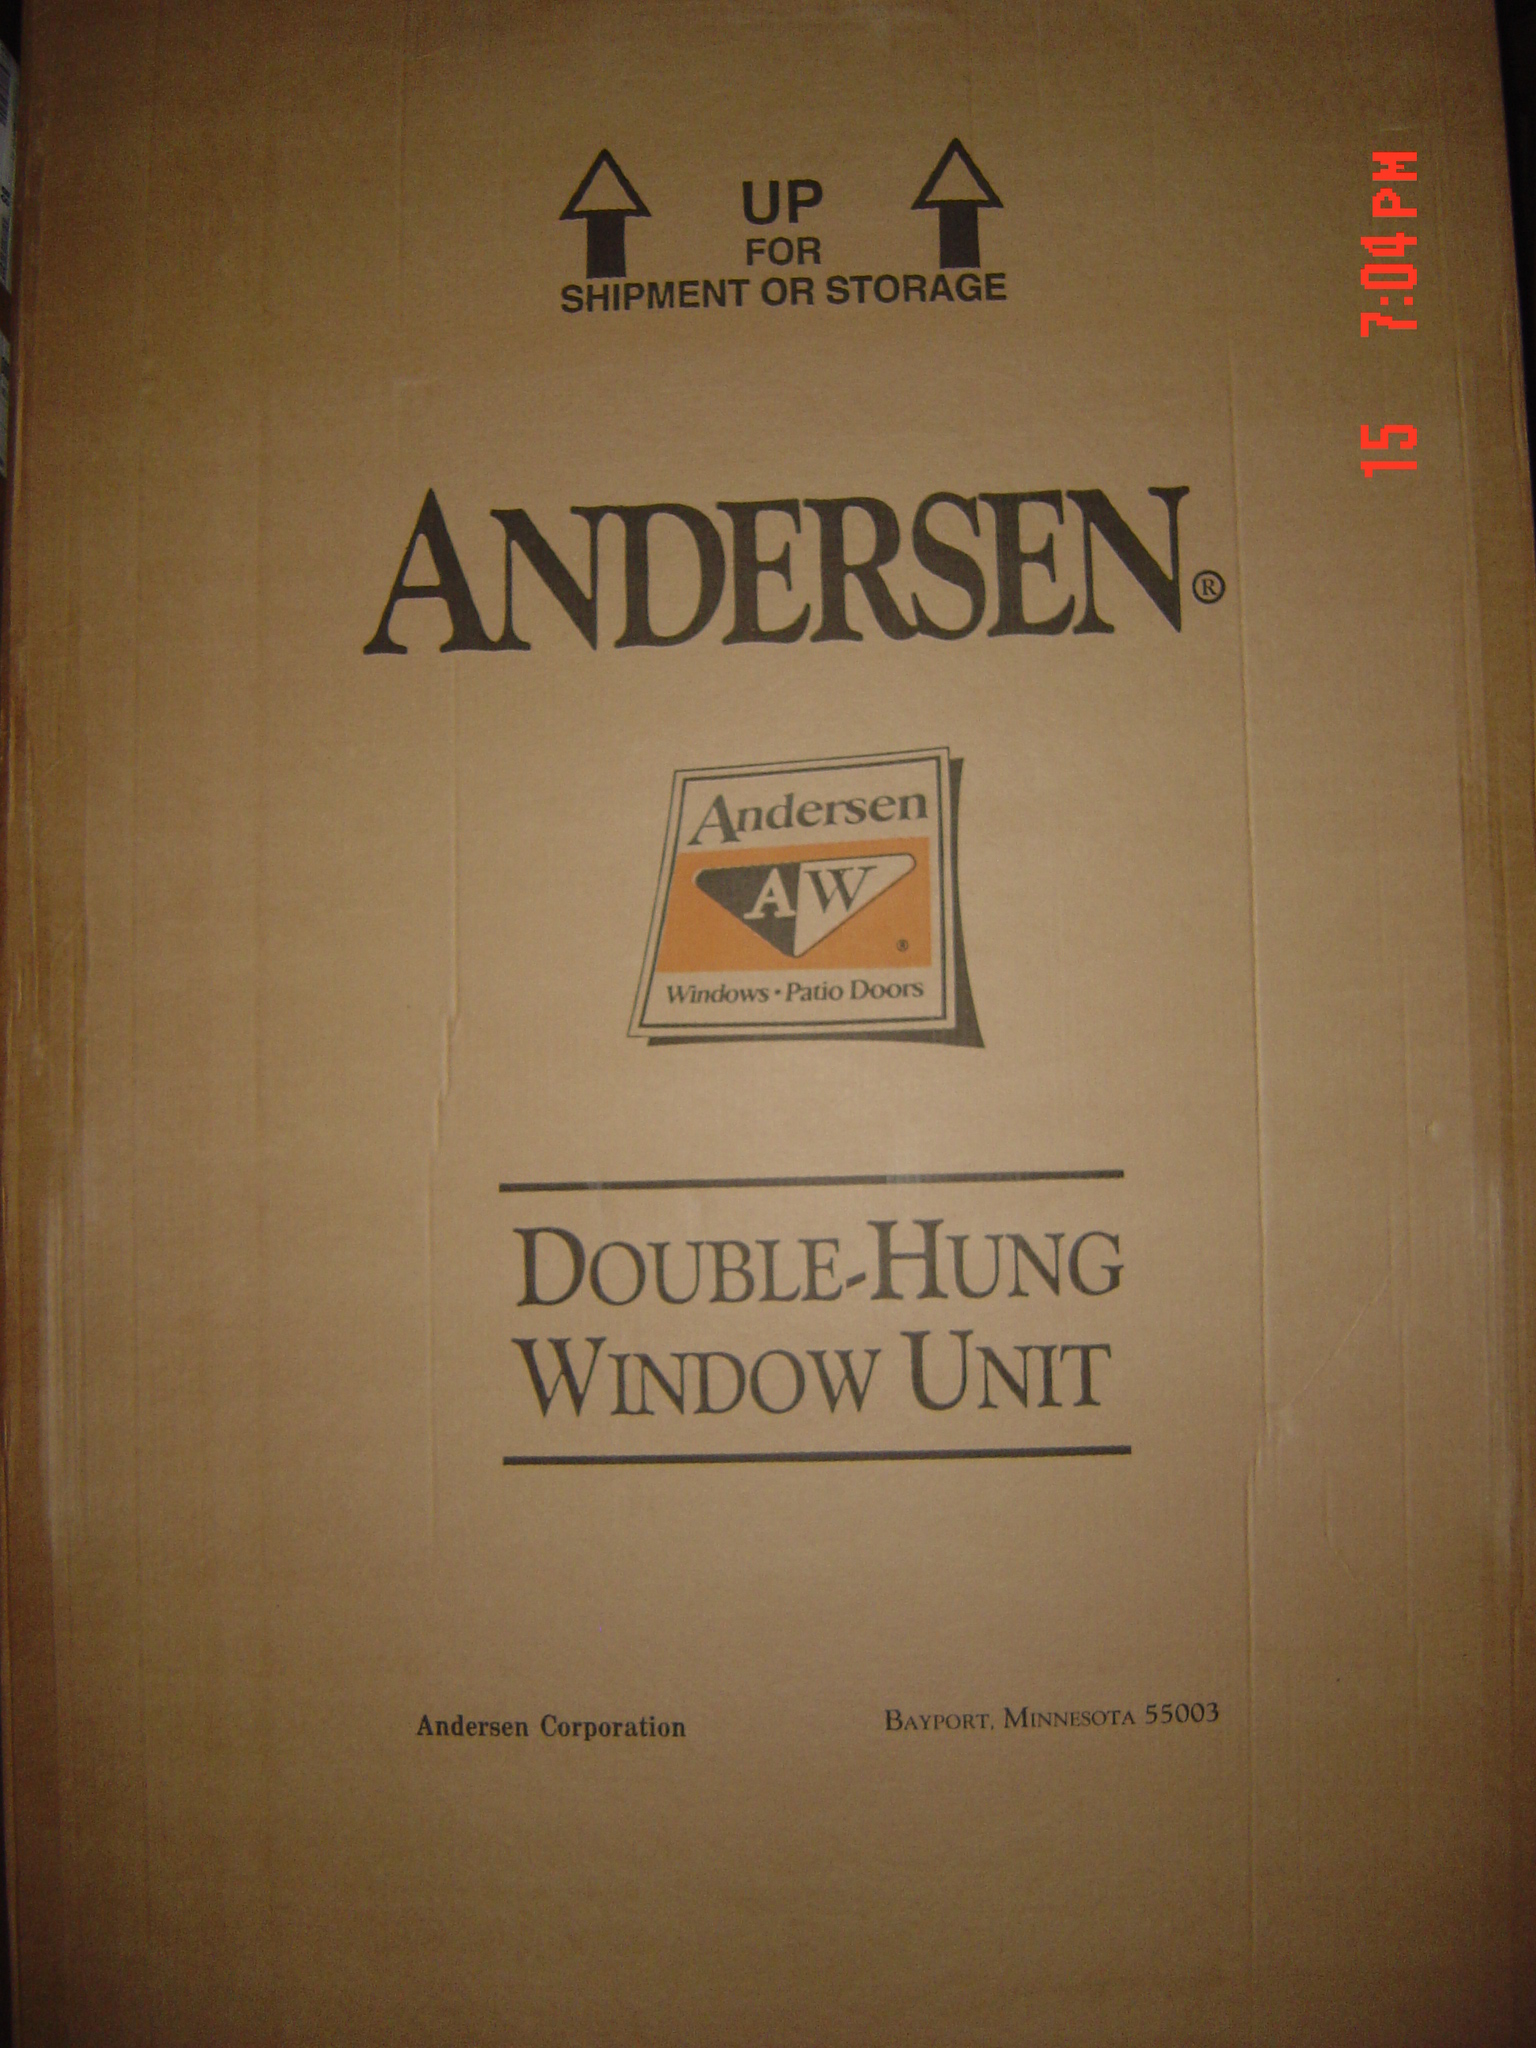 UP
FOR
SHIPMENT OR STORAGE
ANDERSEN®
Andersen
AW
®
Windows • Patio Doors
DOUBLE-HUNG
WINDOW UNIT
Andersen Corporation BAYPORT, MINNESOTA 55003
15 7:04 PM